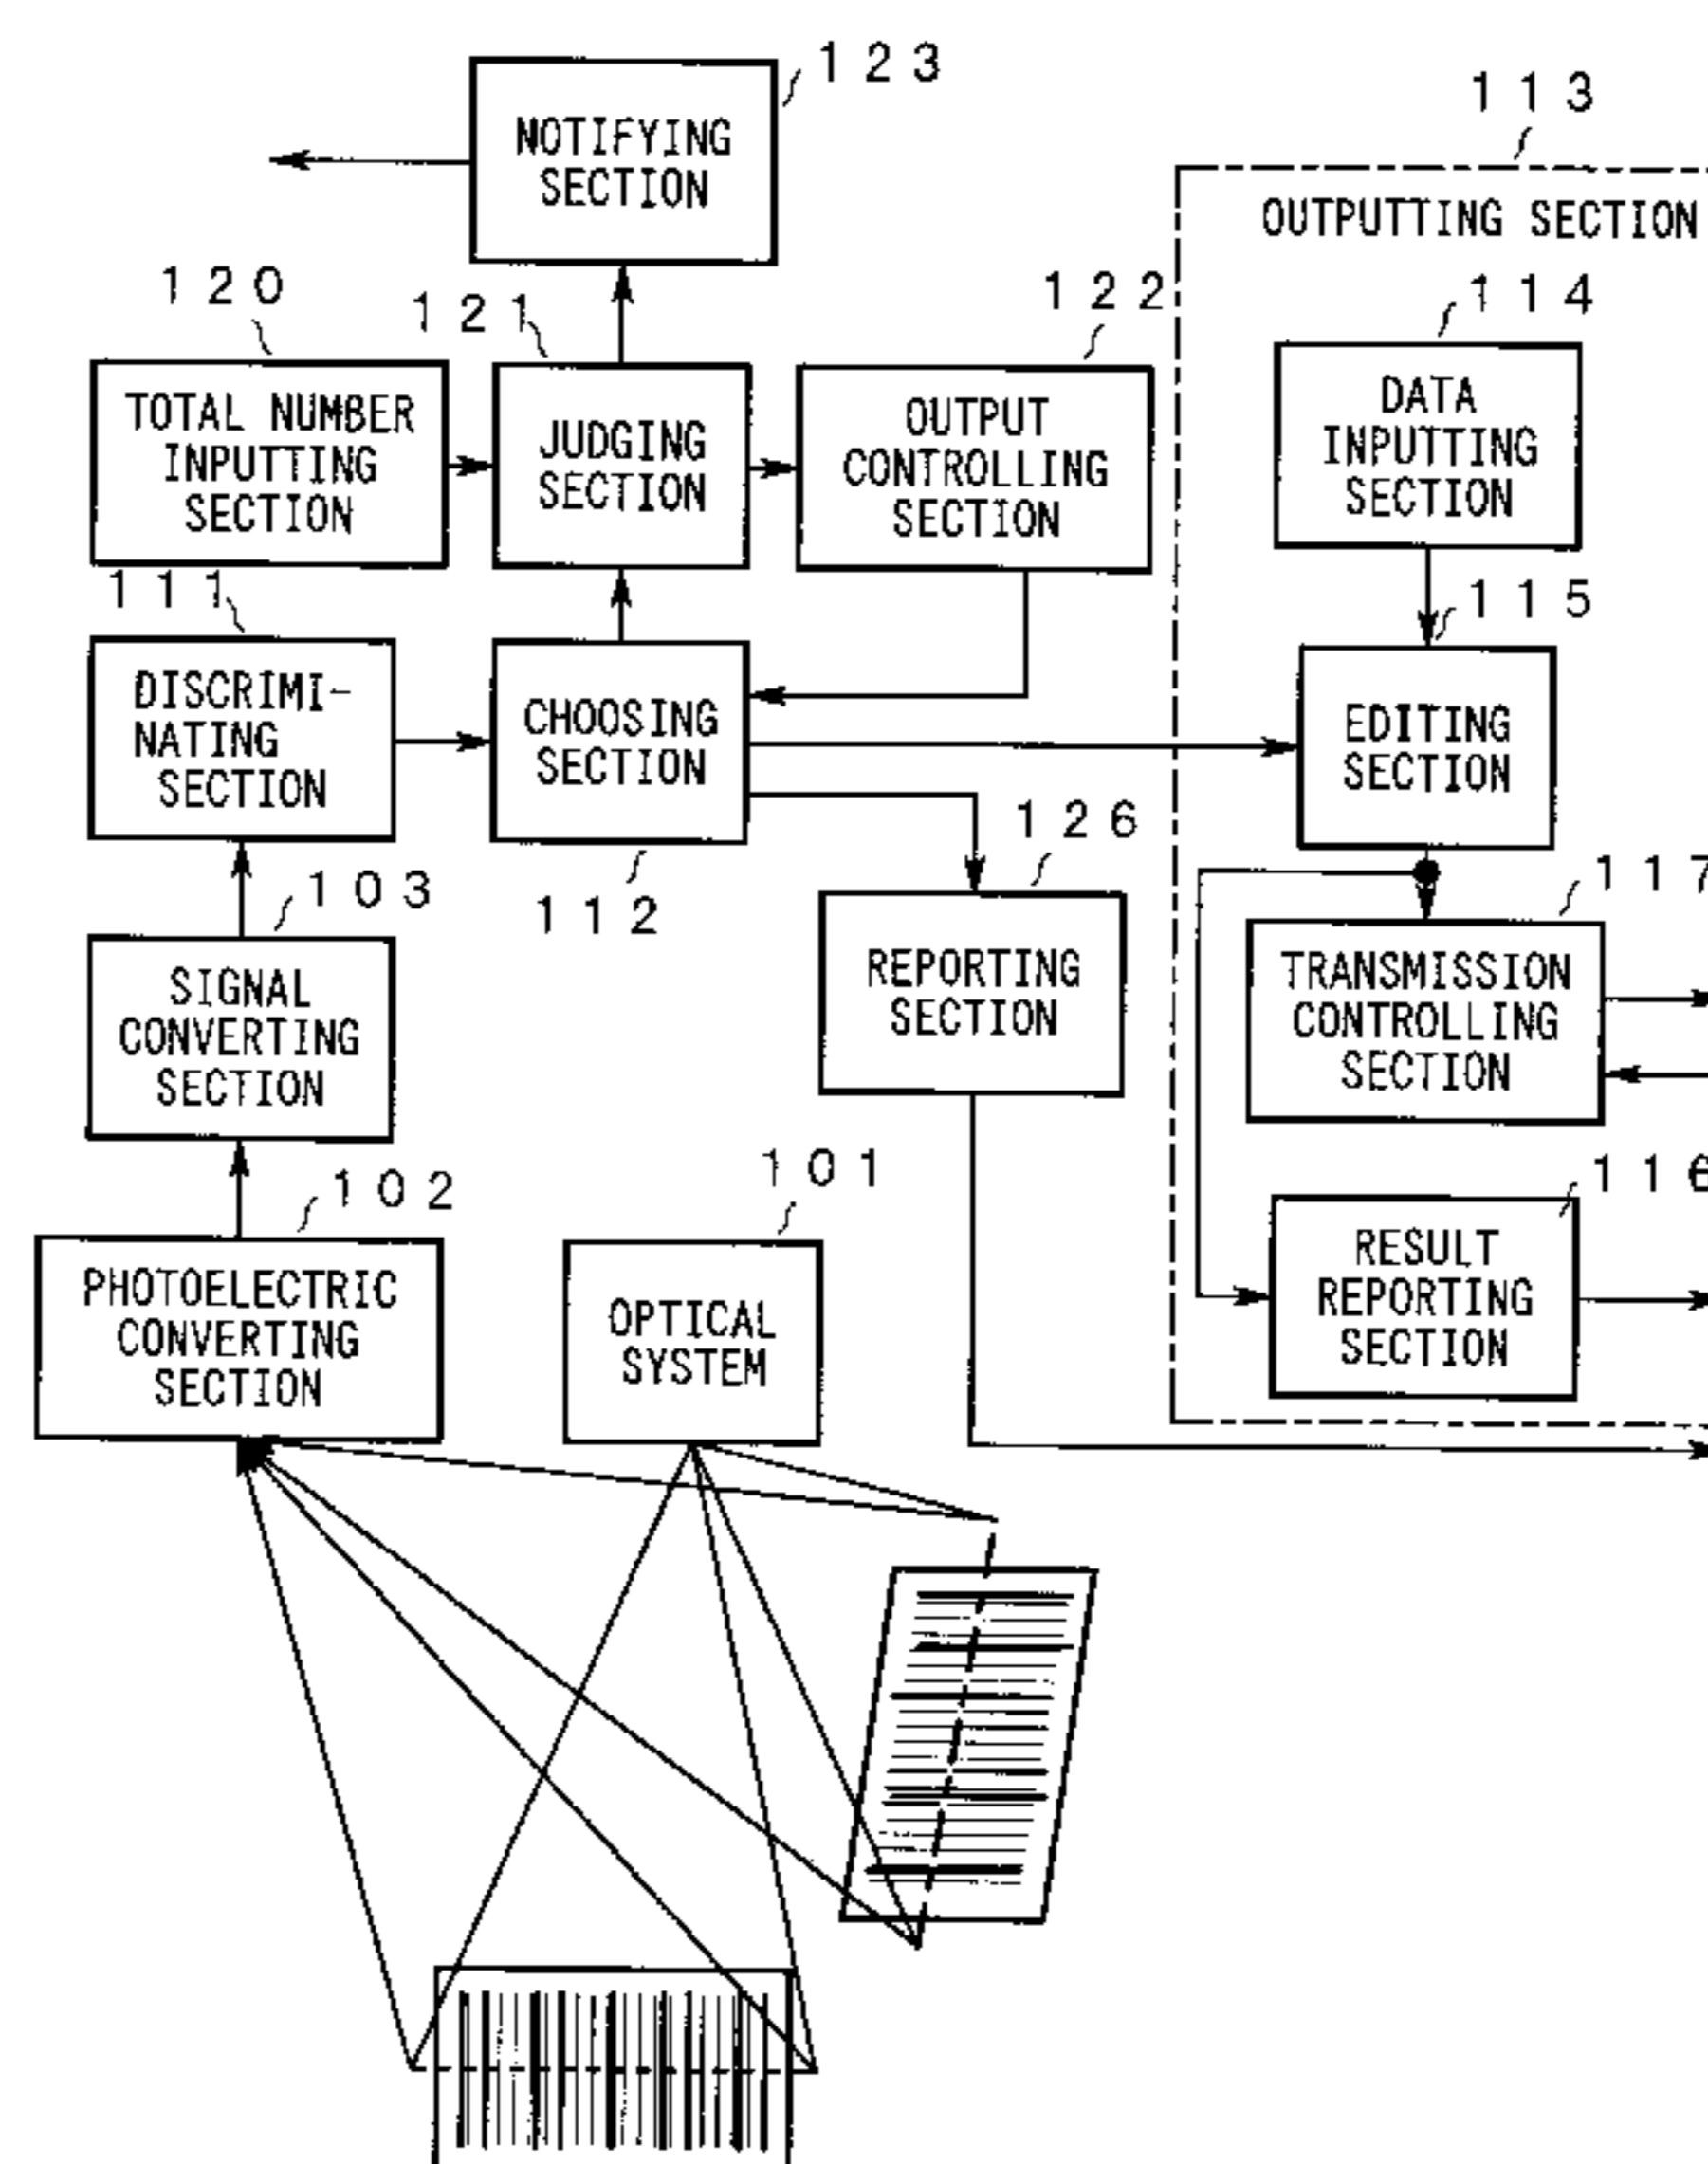 123
NOTIFYING
SECTION
113
OUTPUTTING SECTION
120
TOTAL NUMBER
INPUTTING
SECTION
121
JUDGING
SECTION
122
OUTPUT
CONTROLLING
SECTION
114
DATA
INPUTTING
SECTION
111
DISCRIMI-
NATING
SECTION
CHOOSING
SECTION
112
115
EDITING
SECTION
126
REPORTING
SECTION
103
SIGNAL
CONVERTING
SECTION
117
TRANSMISSION
CONTROLLING
SECTION
102
PHOTOELECTRIC
CONVERTING
SECTION
101
OPTICAL
SYSTEM
116
RESULT
REPORTING
SECTION